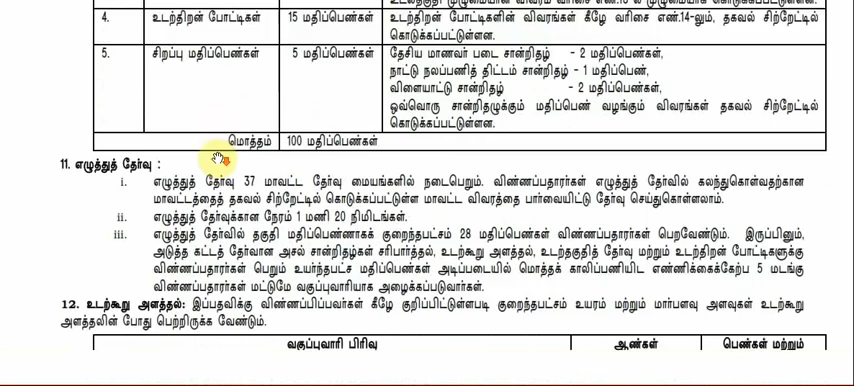 4. உடற்திறன் போட்டிகள் 15 மதிப்பெண்கள் உடற்திறன் போட்டிகளின் விவரங்கள் கீழே வரிசை எண்.14-லும், தகவல் சிற்றேட்டில்
கொடுக்கப்பட்டுள்ளன.
5. சிறப்பு மதிப்பெண்கள் 5 மதிப்பெண்கள் தேசிய மாணவர் படை சான்றிதழ் - 2 மதிப்பெண்கள்,
நாட்டு நலப்பணித் திட்டம் சான்றிதழ் - 1 மதிப்பெண்,
விளையாட்டு சான்றிதழ் - 2 மதிப்பெண்கள்,
ஒவ்வொரு சான்றிதழுக்கும் மதிப்பெண் வழங்கும் விவரங்கள் தகவல் சிற்றேட்டில்
கொடுக்கப்பட்டுள்ளன.
மொத்தம் 100 மதிப்பெண்கள்
11. எழுத்துத் தேர்வு :
i. எழுத்துத் தேர்வு 37 மாவட்ட தேர்வு மையங்களில் நடைபெறும். விண்ணப்பதாரர்கள் எழுத்துத் தேர்வில் கலந்துகொள்வதற்கான
மாவட்டத்தைத் தகவல் சிற்றேட்டில் கொடுக்கப்பட்டுள்ள மாவட்ட விவரத்தை பார்வையிட்டு தேர்வு செய்துகொள்ளலாம்.
ii. எழுத்துத் தேர்வுக்கான நேரம் 1 மணி 20 நிமிடங்கள்.
iii. எழுத்துத் தேர்வில் தகுதி மதிப்பெண்ணாகக் குறைந்தபட்சம் 28 மதிப்பெண்கள் விண்ணப்பதாரர்கள் பெறவேண்டும். இருப்பினும்,
அடுத்த கட்டத் தேர்வான அசல் சான்றிதழ்கள் சரிபார்த்தல், உடற்கூறு அளத்தல், உடற்தகுதித் தேர்வு மற்றும் உடற்திறன் போட்டிகளுக்கு
விண்ணப்பதாரர்கள் பெறும் உயர்ந்தபட்ச மதிப்பெண்கள் அடிப்படையில் மொத்தக் காலிப்பணியிட எண்ணிக்கைக்கேற்ப 5 மடங்கு
விண்ணப்பதாரர்கள் மட்டுமே வகுப்புவாரியாக அழைக்கப்படுவார்கள்.
12. உடற்கூறு அளத்தல்: இப்பதவிக்கு விண்ணப்பிப்பவர்கள் கீழே குறிப்பிட்டுள்ளபடி குறைந்தபட்சம் உயரம் மற்றும் மார்பளவு அளவுகள் உடற்கூறு
அளத்தலின் போது பெற்றிருக்க வேண்டும்.
வகுப்புவாரி பிரிவு ஆண்கள் பெண்கள் மற்றும்